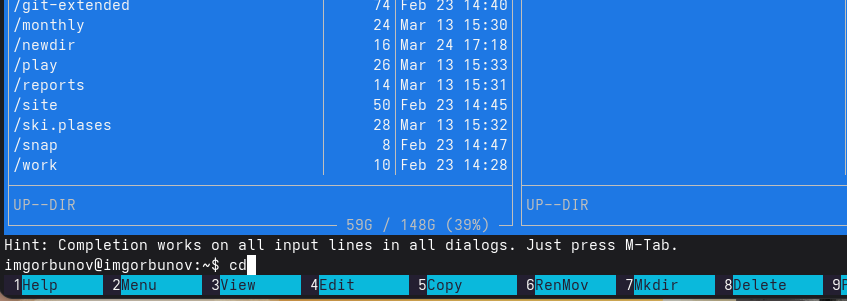 /git-extended 74 Feb 23 14:40
/monthly 24 Mar 13 15:30
/newdir 16 Mar 24 17:18
/play 26 Mar 13 15:33
/reports 14 Mar 13 15:31
/site 50 Feb 23 14:45
/ski.plases 28 Mar 13 15:32
/snap 8 Feb 23 14:47
/work 10 Feb 23 14:28
UP--DIR UP--DIR
59G / 148G (39%)
Hint: Completion works on all input lines in all dialogs. Just press M-Tab.
imgorbunov@imgorbunov:~$ cd
1Help 2Menu 3View 4Edit 5Copy 6RenMov 7Mkdir 8Delete 9